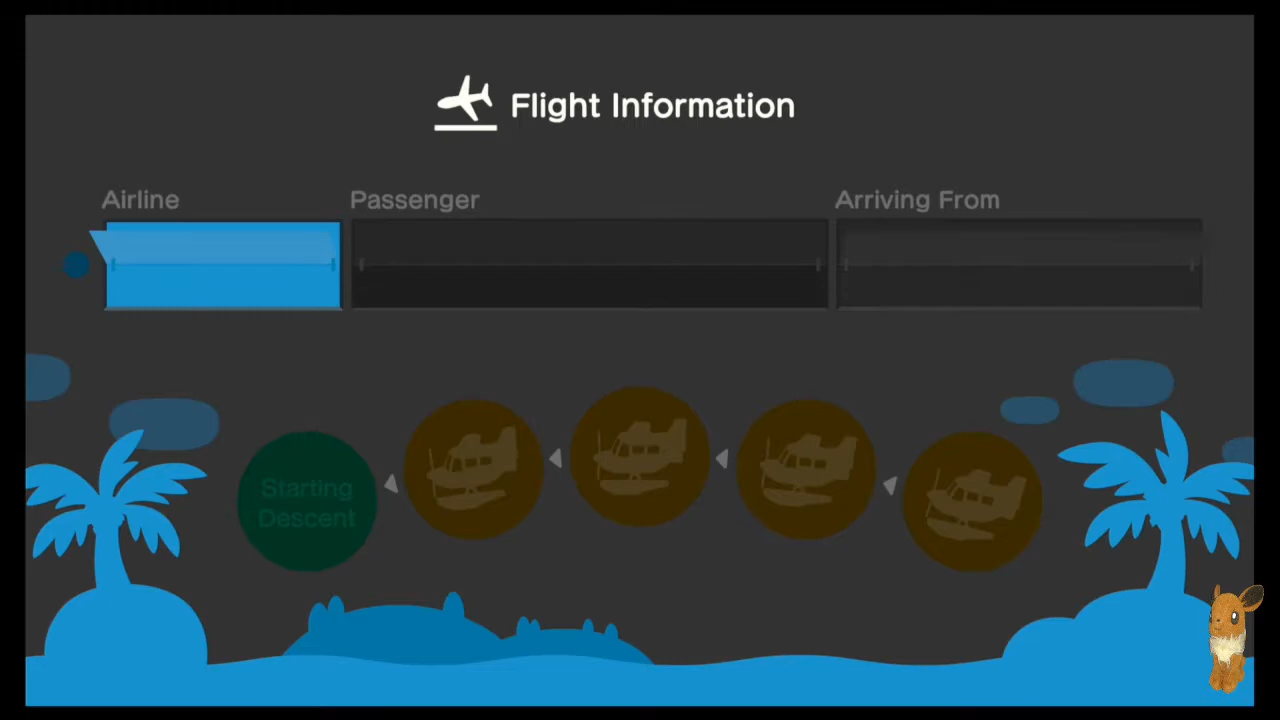 Flight Information
Airline
Passenger
Arriving From
Starting
Descent